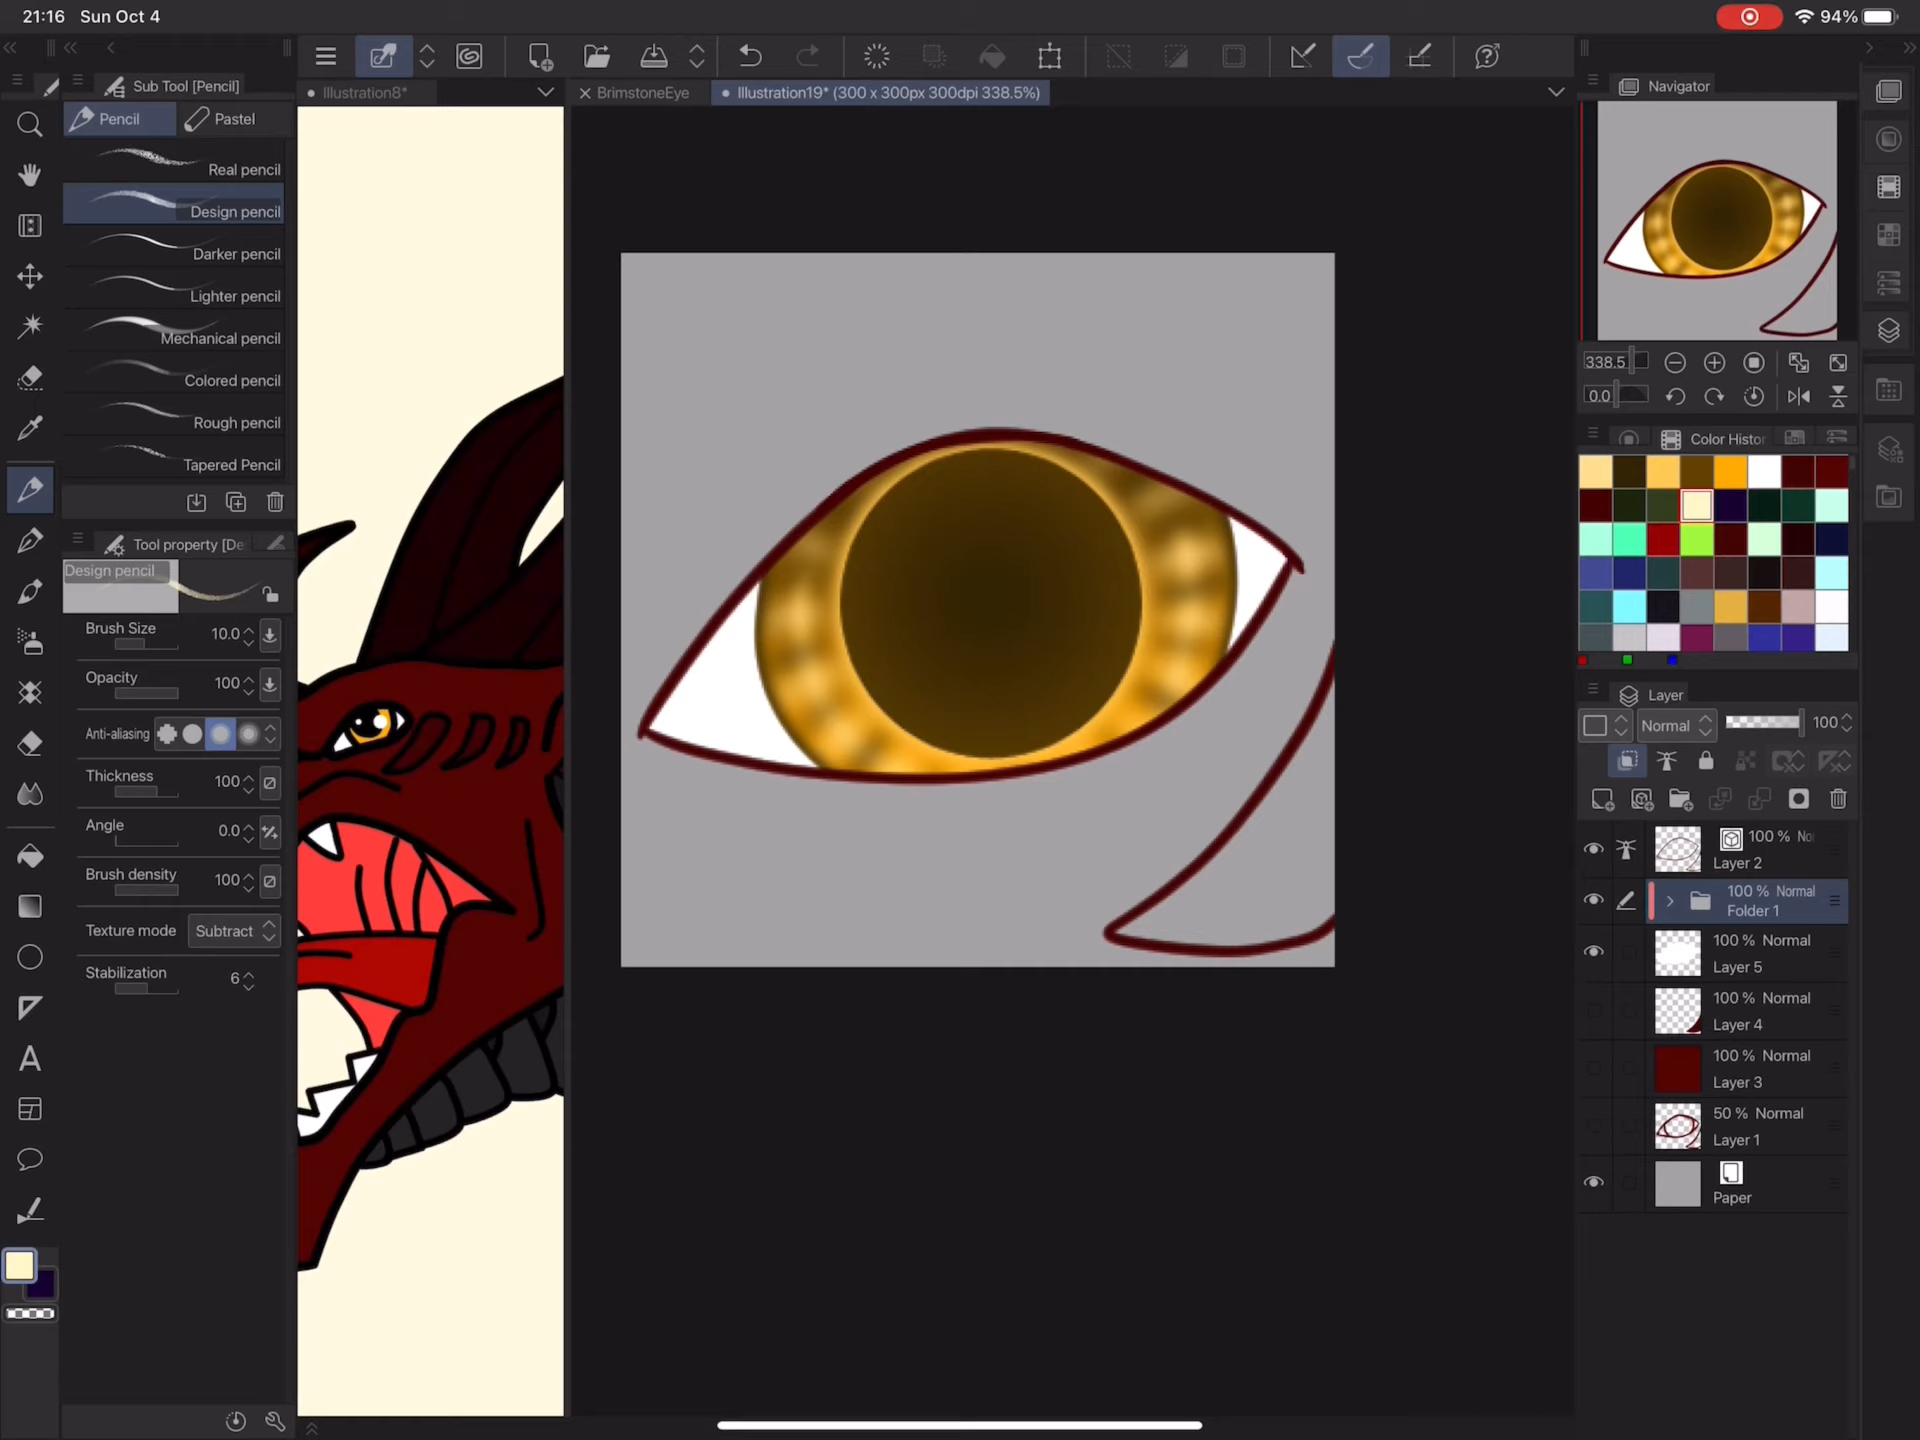 21:16 Sun Oct 4
94%
Sub Tool [Pencil]
Illustration8*
BrimstoneEye
Illustration19* (300 x 300px 300dpi 338.5%)
Navigator
Pencil
Pastel
Real pencil
Design pencil
Darker pencil
Lighter pencil
Mechanical pencil
Colored pencil
Rough pencil
Tapered Pencil
Tool property [De
Design pencil
Brush Size 10.0
Opacity 100
Anti-aliasing
Thickness 100
Angle 0.0
Brush density 100
Texture mode Subtract
Stabilization 6
A
338.5
0.0
Color Histor
Layer
Normal 100
100 % No
Layer 2
100 % Normal
Folder 1
100 % Normal
Layer 5
100 % Normal
Layer 4
100 % Normal
Layer 3
50 % Normal
Layer 1
Paper